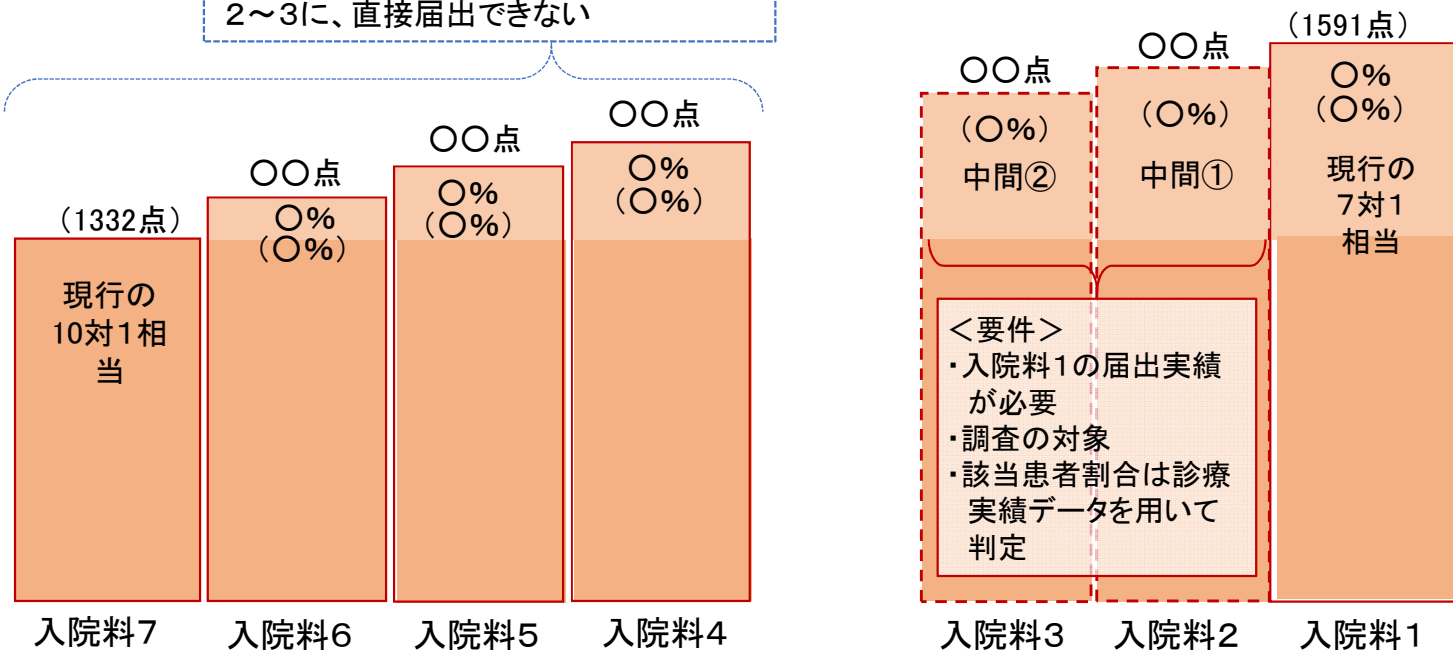 2～3に、直接届出できない
(1332点)
現行の
10対1相
当
入院料7
〇〇点
〇%
(〇%)
入院料6
〇〇点
〇%
(〇%)
入院料5
〇〇点
〇%
(〇%)
入院料4
〇〇点
(〇%)
中間②
入院料3
〇〇点
(〇%)
中間①
入院料2
(1591点)
〇%
(〇%)
現行の
7対1
相当
入院料1
＜要件＞
・入院料1の届出実績
が必要
・調査の対象
・該当患者割合は診療
実績データを用いて
判定